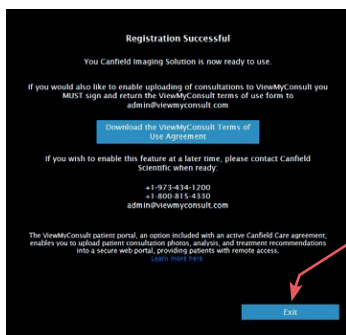 Registration Successful
You Canfield Imaging Solution is now ready to use.
If you would also like to enable uploading of consultations to ViewMyConsult you
MUST sign and return the ViewMyConsult terms of use form to
admin@viewmyconsult.com
Download the ViewMyConsult Terms of
Use Agreement
If you wish to enable this feature at a later time, please contact Canfield
Scientific when ready:
+1-973-434-1200
+1-800-815-4330
admin@viewmyconsult.com
The ViewMyConsult patient portal, an option included with an active Canfield Care agreement,
enables you to upload patient consultation photos, analysis, and treatment recommendations
into a secure web portal, providing patients with remote access.
Learn more here.
Exit